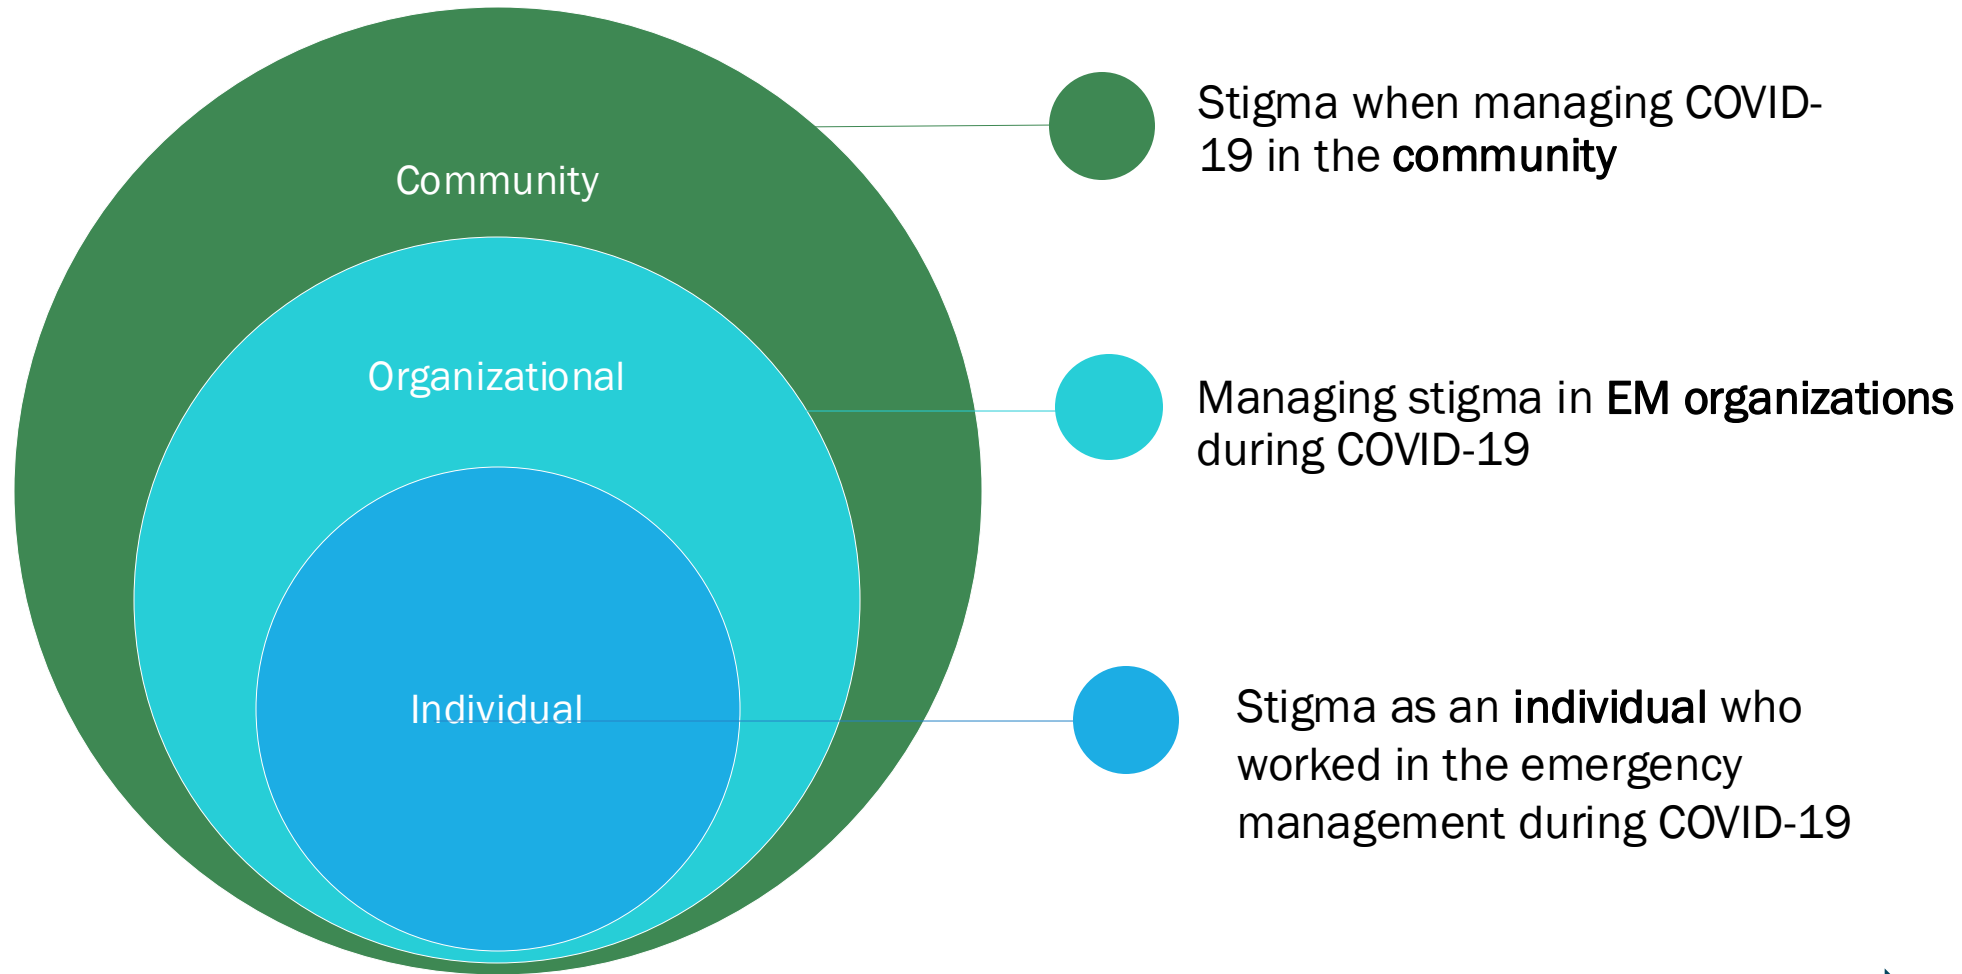 Community
Organizational
Individual
Stigma when managing COVID-
19 in the community
Managing stigma in EM organizations
during COVID-19
Stigma as an individual who
worked in the emergency
management during COVID-19